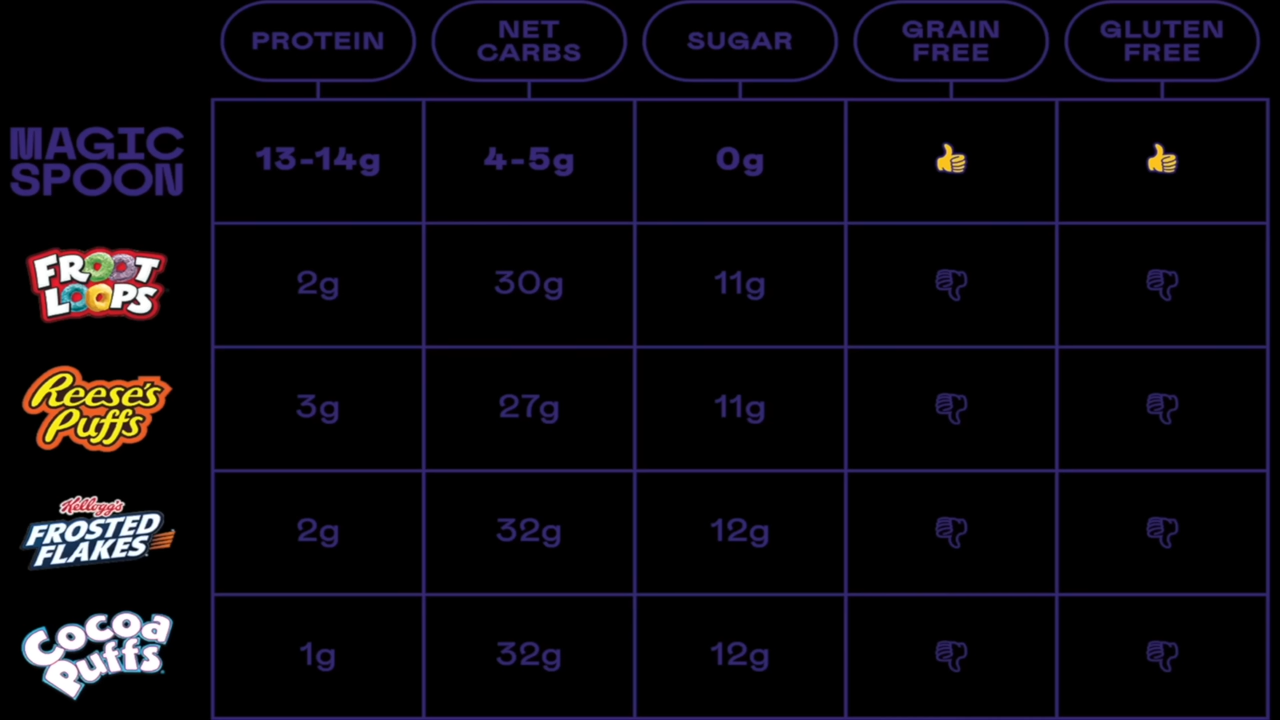 PROTEIN
NET
CARBS
SUGAR
GRAIN
FREE
GLUTEN
FREE
MAGIC
SPOON
13-14g
4-5g
0g
FROOT
LOOPS
2g
30g
11g
Reese's
Puffs
3g
27g
11g
Kellogg's
FROSTED
FLAKES
2g
32g
12g
Cocoa
Puffs
1g
32g
12g